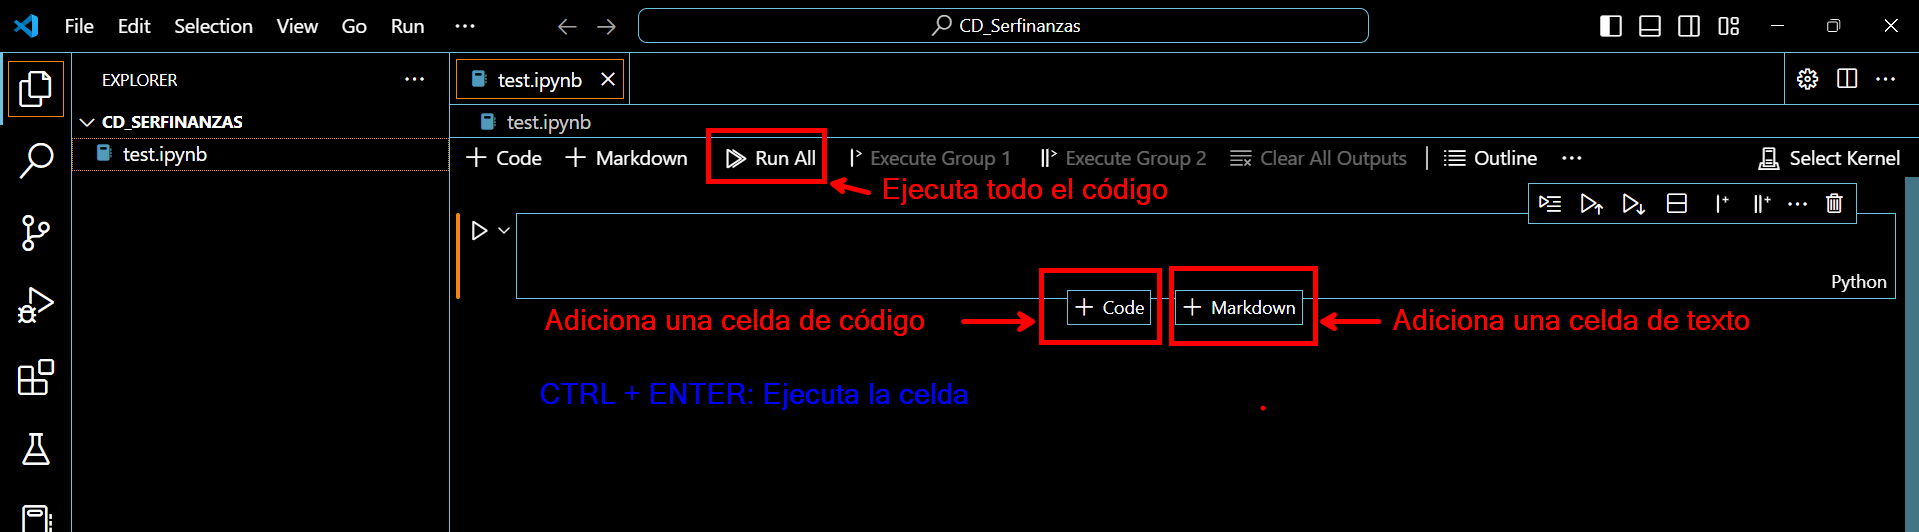 File Edit Selection View Go Run ··· CD_Serfinanzas
EXPLORER ···
test.ipynb
CD_SERFINANZAS
test.ipynb
test.ipynb
+ Code + Markdown Run All Execute Group 1 Execute Group 2 Clear All Outputs Outline ··· Select Kernel
Ejecuta todo el código
Python
+ Code + Markdown
Adiciona una celda de código
Adiciona una celda de texto
CTRL + ENTER: Ejecuta la celda